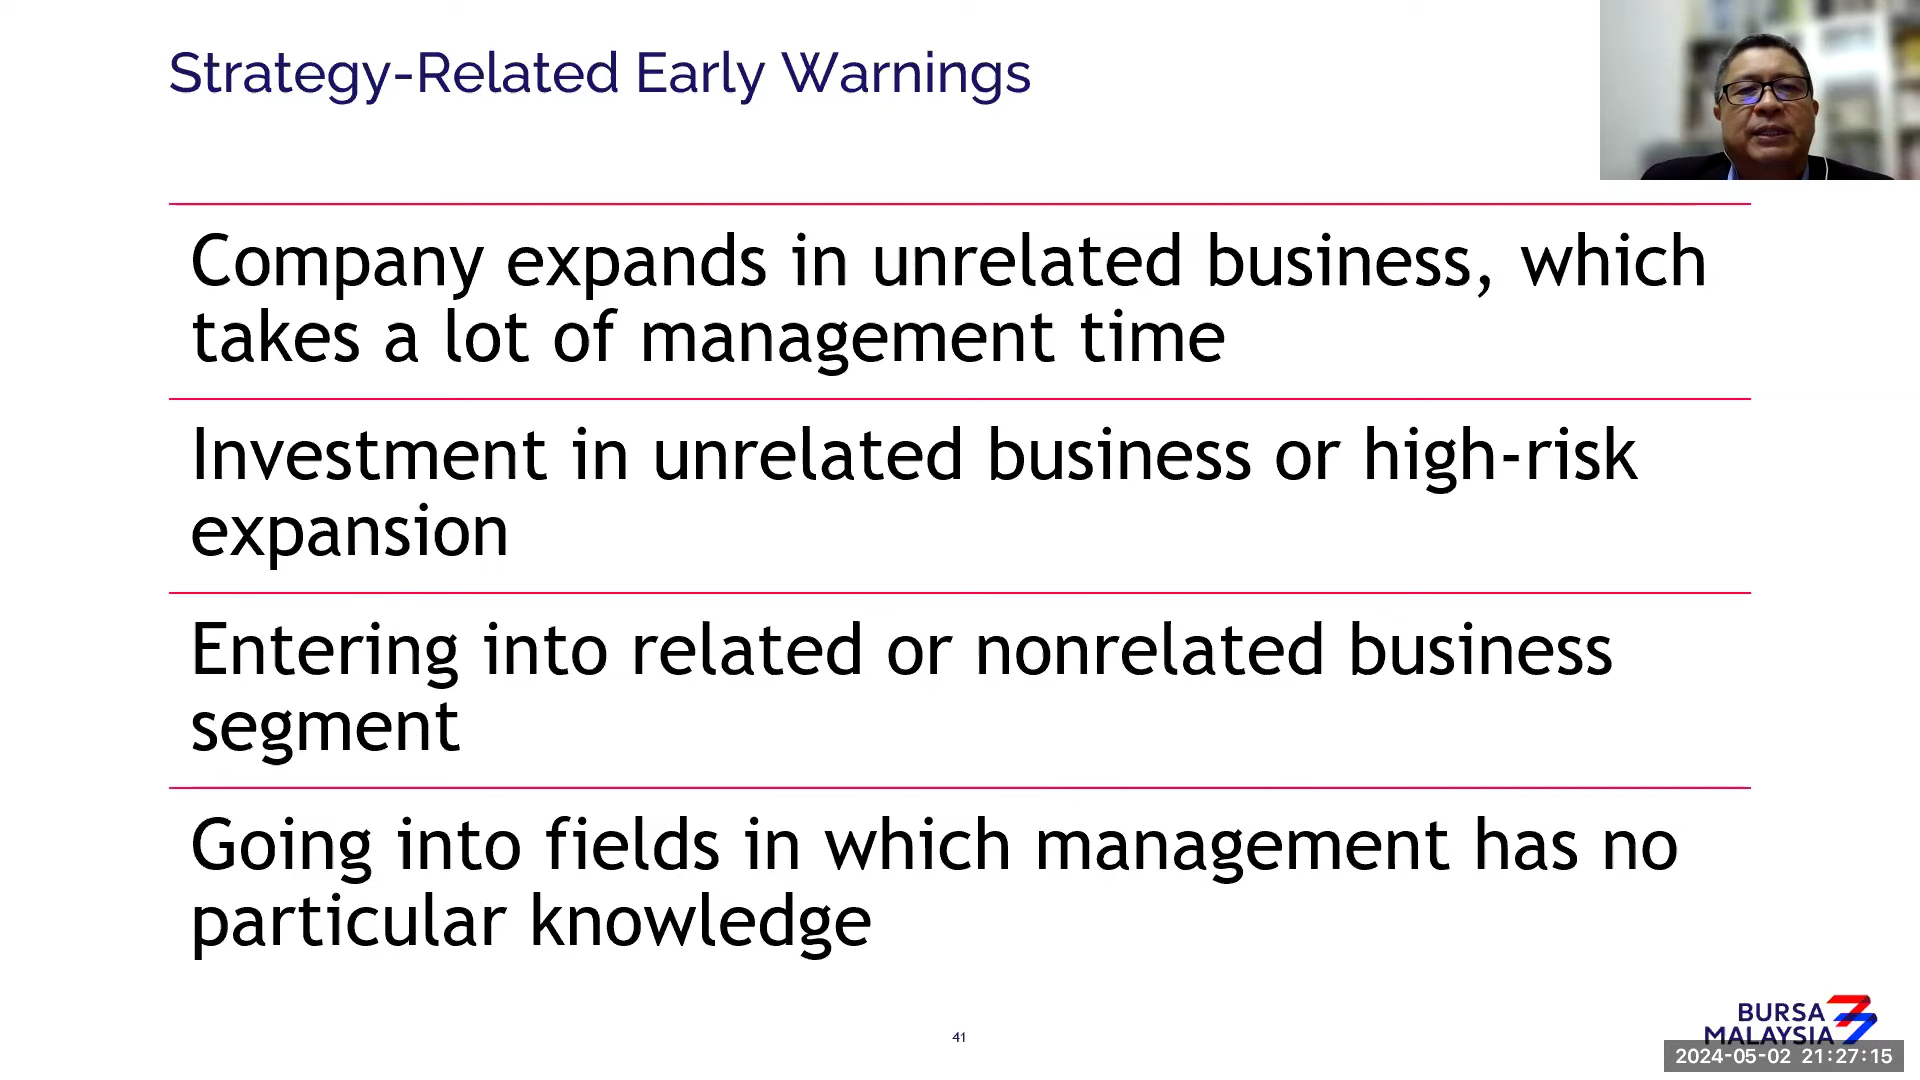 Strategy-Related Early Warnings
Company expands in unrelated business, which
takes a lot of management time
Investment in unrelated business or high-risk
expansion
Entering into related or nonrelated business
segment
Going into fields in which management has no
particular knowledge
41
BURSA
MALAYSIA
2024-05-02 21:27:15